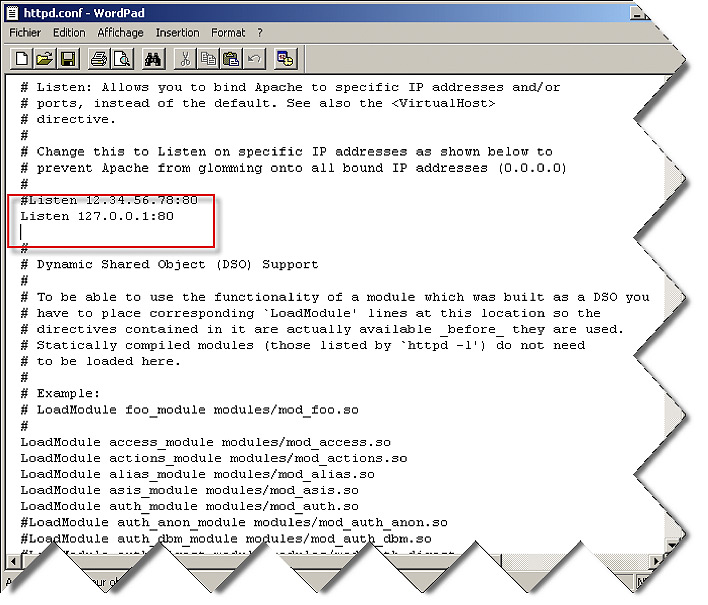 httpd.conf - WordPad
Fichier Edition Affichage Insertion Format ?
# Listen: Allows you to bind Apache to specific IP addresses and/or
# ports, instead of the default. See also the <VirtualHost>
# directive.
#
# Change this to Listen on specific IP addresses as shown below to
# prevent Apache from glomming onto all bound IP addresses (0.0.0.0)
#
#Listen 12.34.56.78:80
Listen 127.0.0.1:80
#
# Dynamic Shared Object (DSO) Support
#
# To be able to use the functionality of a module which was built as a DSO you
# have to place corresponding `LoadModule' lines at this location so the
# directives contained in it are actually available _before_ they are used.
# Statically compiled modules (those listed by `httpd -l') do not need
# to be loaded here.
#
# Example:
# LoadModule foo_module modules/mod_foo.so
#
LoadModule access_module modules/mod_access.so
LoadModule actions_module modules/mod_actions.so
LoadModule alias_module modules/mod_alias.so
LoadModule asis_module modules/mod_asis.so
LoadModule auth_module modules/mod_auth.so
#LoadModule auth_anon_module modules/mod_auth_anon.so
#LoadModule auth_dbm_module modules/mod_auth_dbm.so